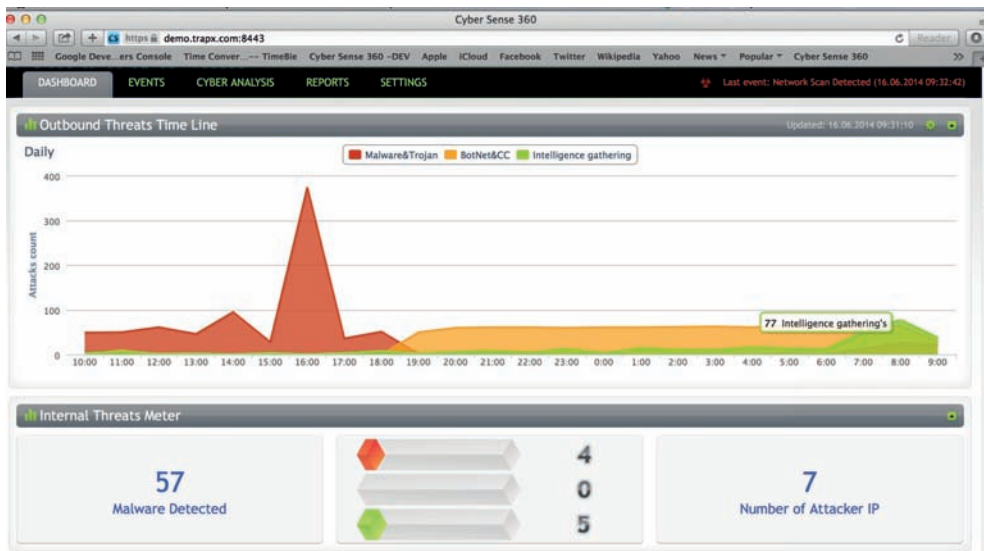 Cyber Sense 360
https demo.trapx.com:8443 Reader
Google Deve...ers Console Time Conver...-- TimeBie Cyber Sense 360 -DEV Apple iCloud Facebook Twitter Wikipedia Yahoo News Popular Cyber Sense 360 >>
DASHBOARD EVENTS CYBER ANALYSIS REPORTS SETTINGS Last event: Network Scan Detected (16.06.2014 09:32:42)
Outbound Threats Time Line Updated: 16.06.2014 09:31:10
Daily
Malware&Trojan BotNet&CC Intelligence gathering
Attacks count
400
300
200
100
0
77 Intelligence gathering's
10:00 11:00 12:00 13:00 14:00 15:00 16:00 17:00 18:00 19:00 20:00 21:00 22:00 23:00 0:00 1:00 2:00 3:00 4:00 5:00 6:00 7:00 8:00 9:00
Internal Threats Meter
57
Malware Detected
4
0
5
7
Number of Attacker IP